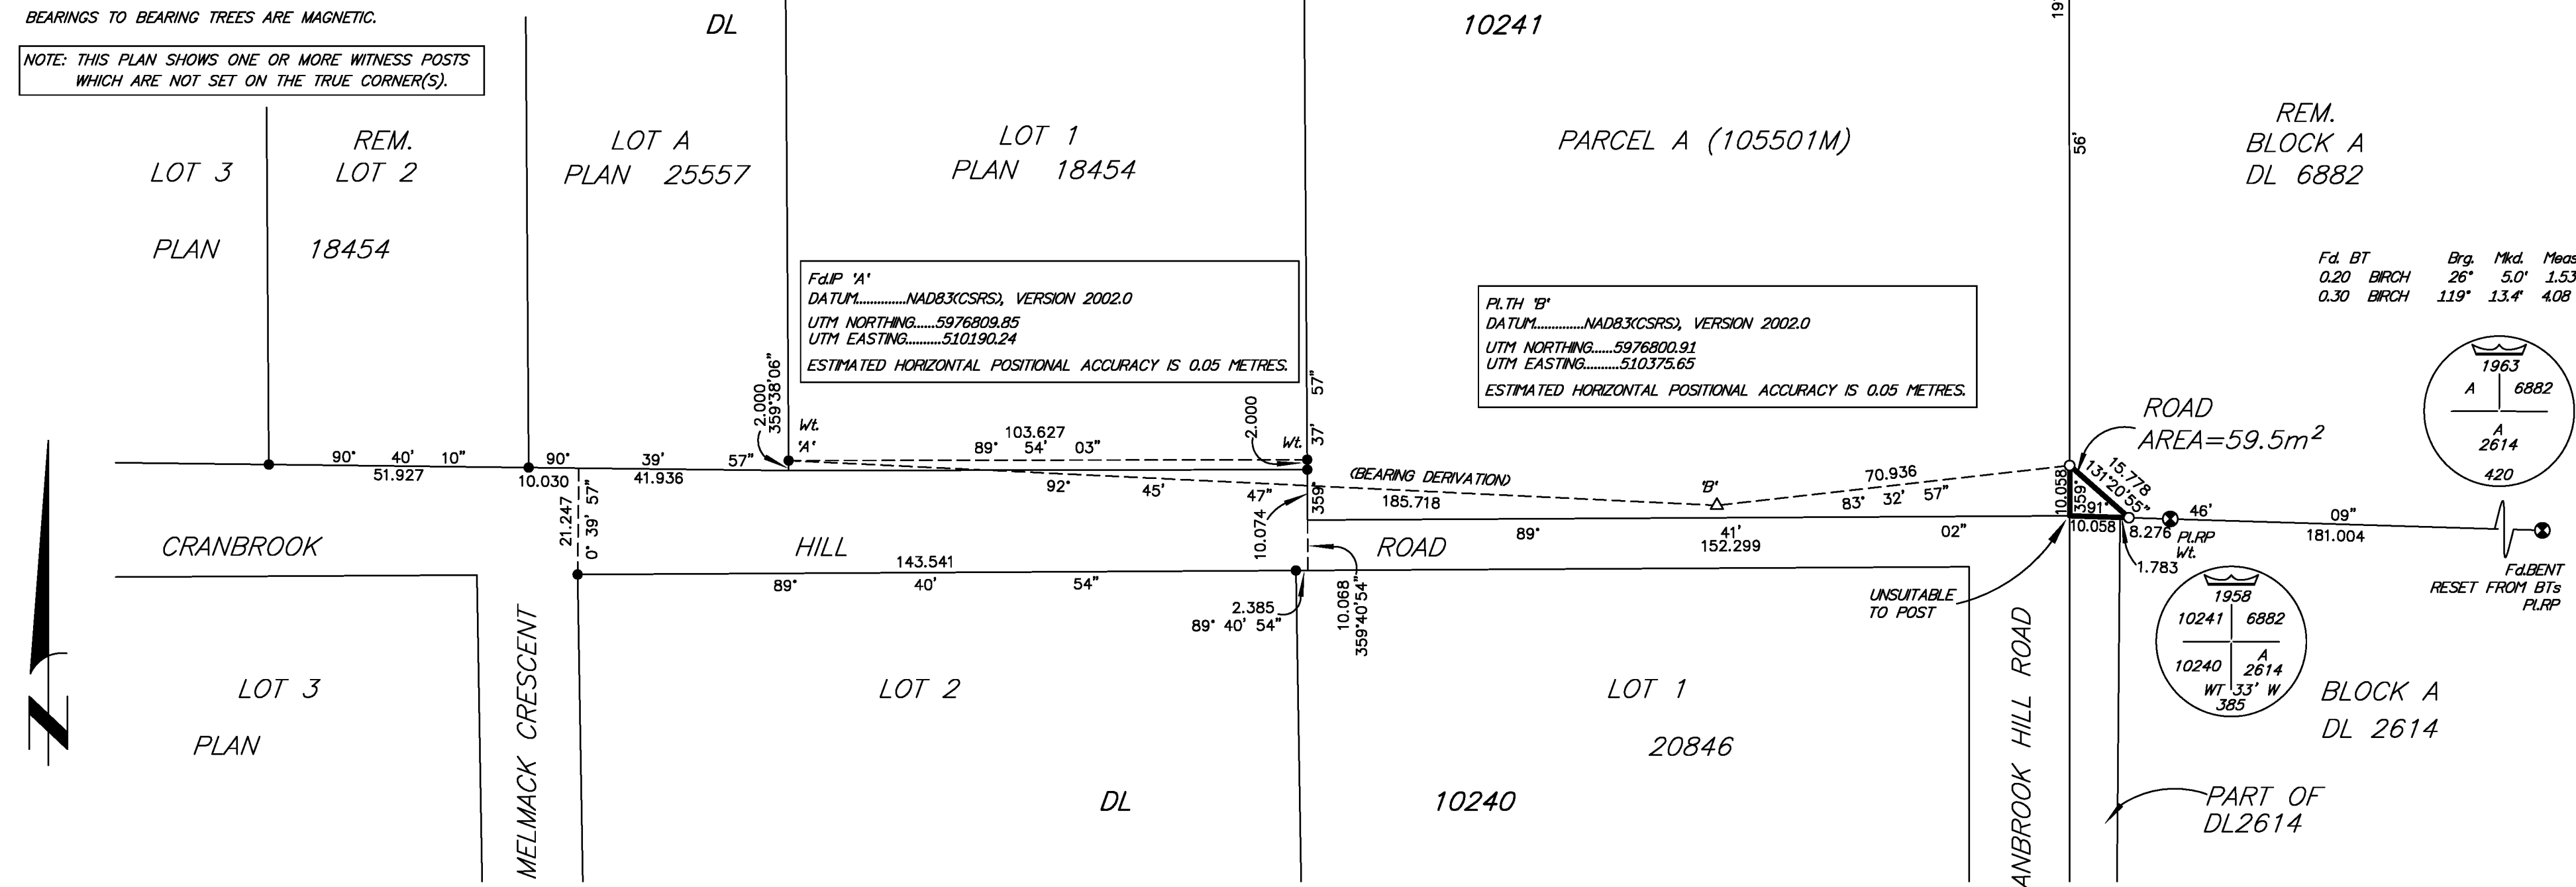 BEARINGS TO BEARING TREES ARE MAGNETIC.
NOTE: THIS PLAN SHOWS ONE OR MORE WITNESS POSTS
WHICH ARE NOT SET ON THE TRUE CORNER(S).
DL
10241
19'
56'
LOT 3
REM.
LOT 2
PLAN 18454
LOT A
PLAN 25557
LOT 1
PLAN 18454
PARCEL A (105501M)
REM.
BLOCK A
DL 6882
Fd.IP 'A'
DATUM..............NAD83(CSRS), VERSION 2002.0
UTM NORTHING......5976809.85
UTM EASTING..........510190.24
ESTIMATED HORIZONTAL POSITIONAL ACCURACY IS 0.05 METRES.
Pl.TH 'B'
DATUM..............NAD83(CSRS), VERSION 2002.0
UTM NORTHING......5976800.91
UTM EASTING..........510375.65
ESTIMATED HORIZONTAL POSITIONAL ACCURACY IS 0.05 METRES.
Fd. BT Brg. Mkd. Meas
0.20 BIRCH 26° 5.0' 1.53
0.30 BIRCH 119° 13.4' 4.08
1963
A 6882
A
2614
420
2.000
359°38'06"
Wt.
'A'
103.627
89° 54' 03"
2.000
Wt.
359° 37' 57"
ROAD
AREA=59.5m2
90° 40' 10"
51.927
90° 39' 57"
10.030
41.936
92° 45' 47"
(BEARING DERIVATION)
185.718
'B'
70.936
83° 32' 57"
10.058
359°
15.778
131°20'55"
91°
10.058
8.276
Pl.RP
Wt.
1.783
46' 09"
181.004
Fd.BENT
RESET FROM BTs
Pl.RP
21.247
0° 39' 57"
10.074
89° 41' 02"
152.299
CRANBROOK HILL ROAD
143.541
89° 40' 54"
2.385
89° 40' 54"
10.068
359°40'54"
UNSUITABLE
TO POST
1958
10241 6882
10240 A
2614
WT 33' W
385
LOT 3
PLAN
MELMACK CRESCENT
LOT 2
LOT 1
20846
ANBROOK HILL ROAD
BLOCK A
DL 2614
DL
10240
PART OF
DL2614
N